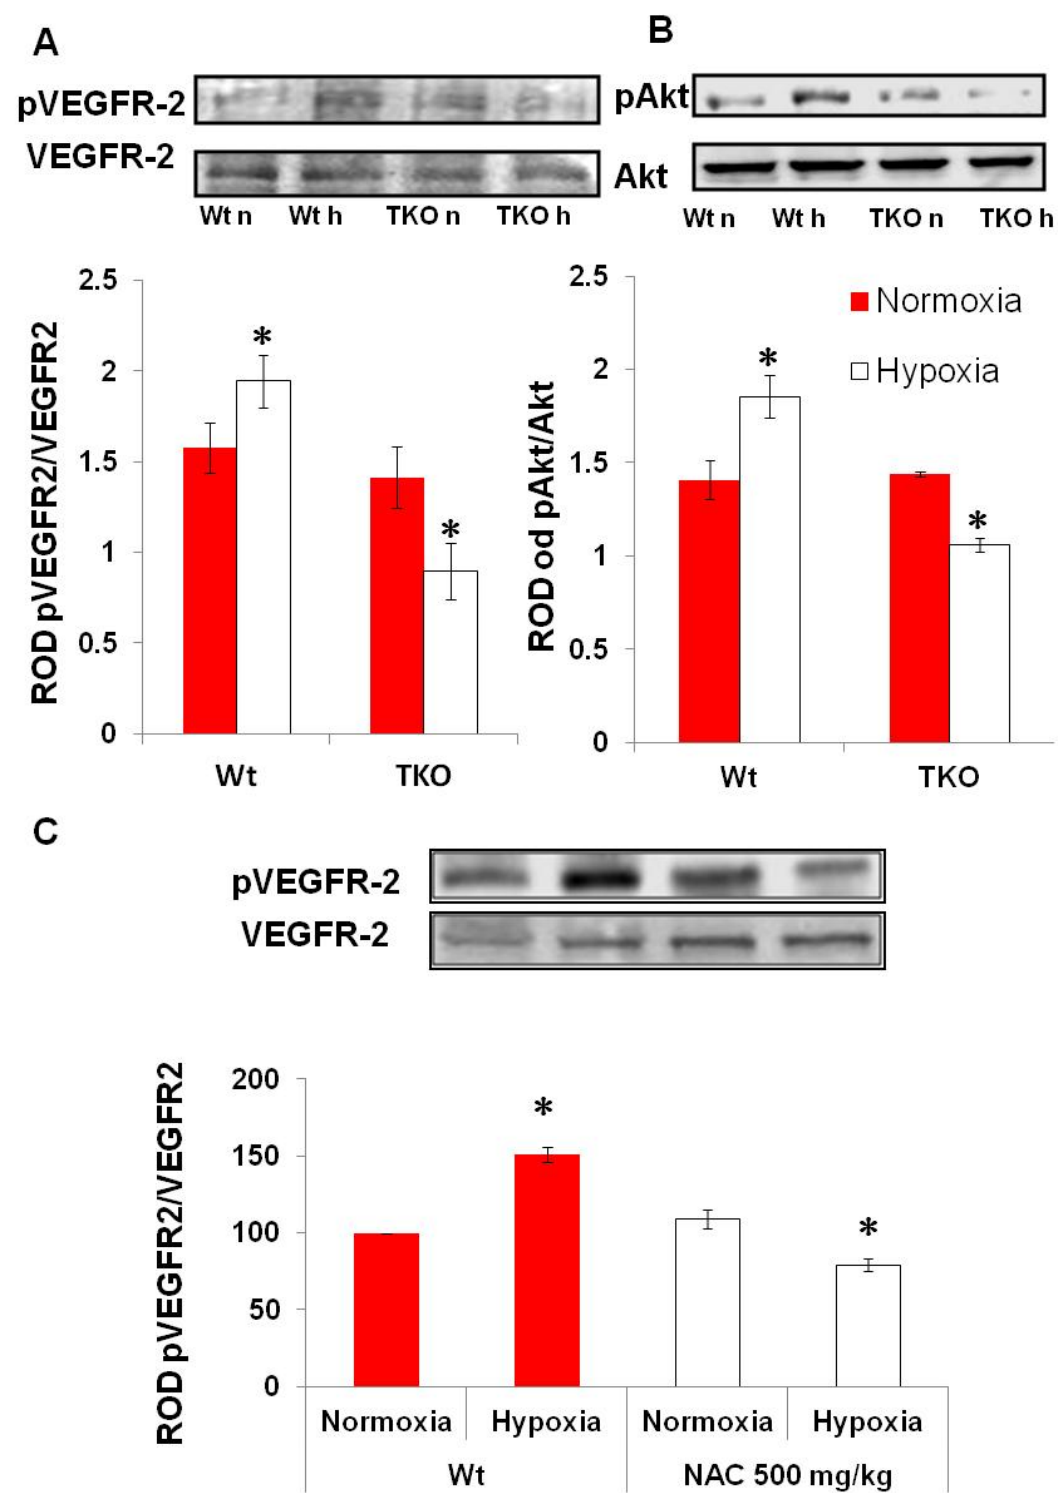 A
B
pVEGFR-2
VEGFR-2
Wt n Wt h TKO n TKO h
pAkt
Akt
Wt n Wt h TKO n TKO h
ROD pVEGFR2/VEGFR2
2.5
2
1.5
1
0.5
0
Wt TKO
ROD od pAkt/Akt
2.5
2
1.5
1
0.5
0
* *
* *
Normoxia
Hypoxia
Wt TKO
C
pVEGFR-2
VEGFR-2
ROD pVEGFR2/VEGFR2
200
150
100
50
0
* *
Normoxia Hypoxia Normoxia Hypoxia
Wt NAC 500 mg/kg